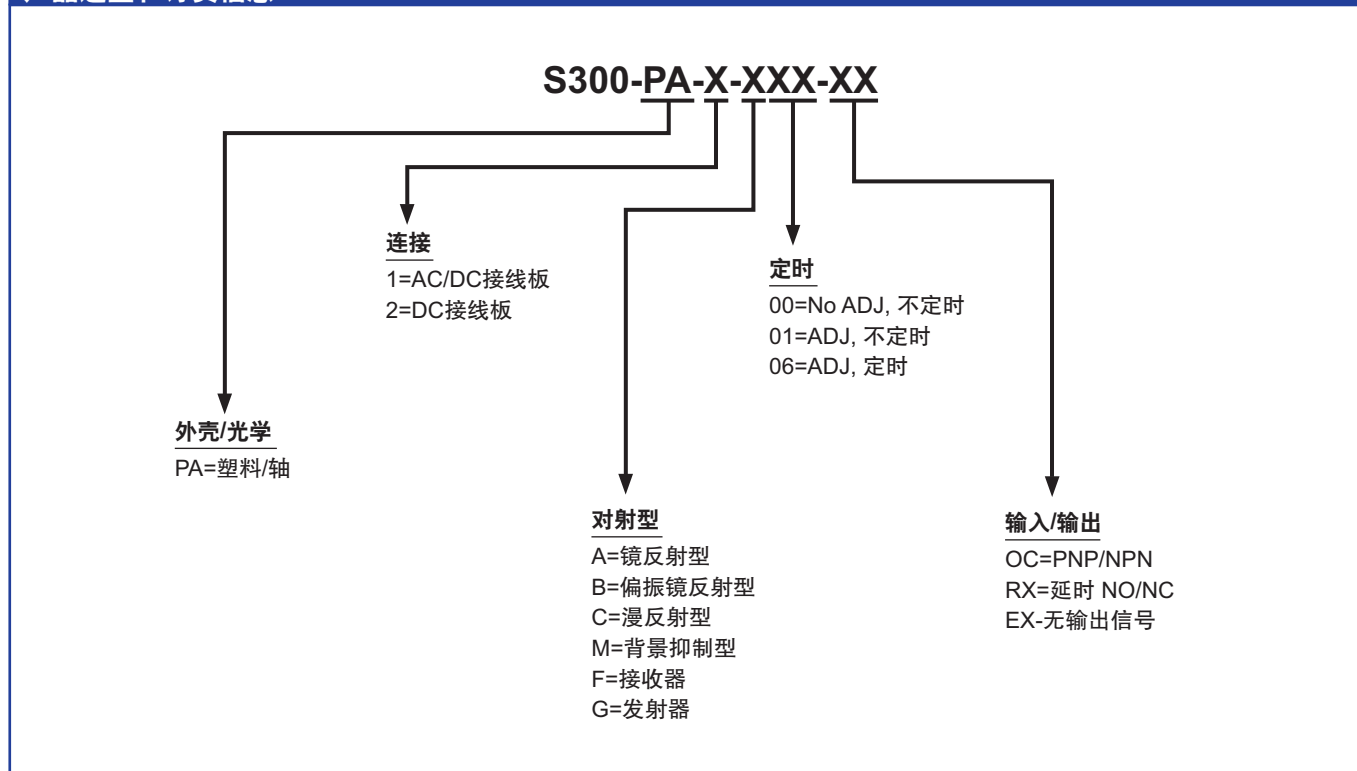 S300-PA-X-XXX-XX
连接
1=AC/DC接线板
2=DC接线板
定时
00=No ADJ, 不定时
01=ADJ, 不定时
06=ADJ, 定时
外壳/光学
PA=塑料/轴
对射型
A=镜反射型
B=偏振镜反射型
C=漫反射型
M=背景抑制型
F=接收器
G=发射器
输入/输出
OC=PNP/NPN
RX=延时 NO/NC
EX-无输出信号